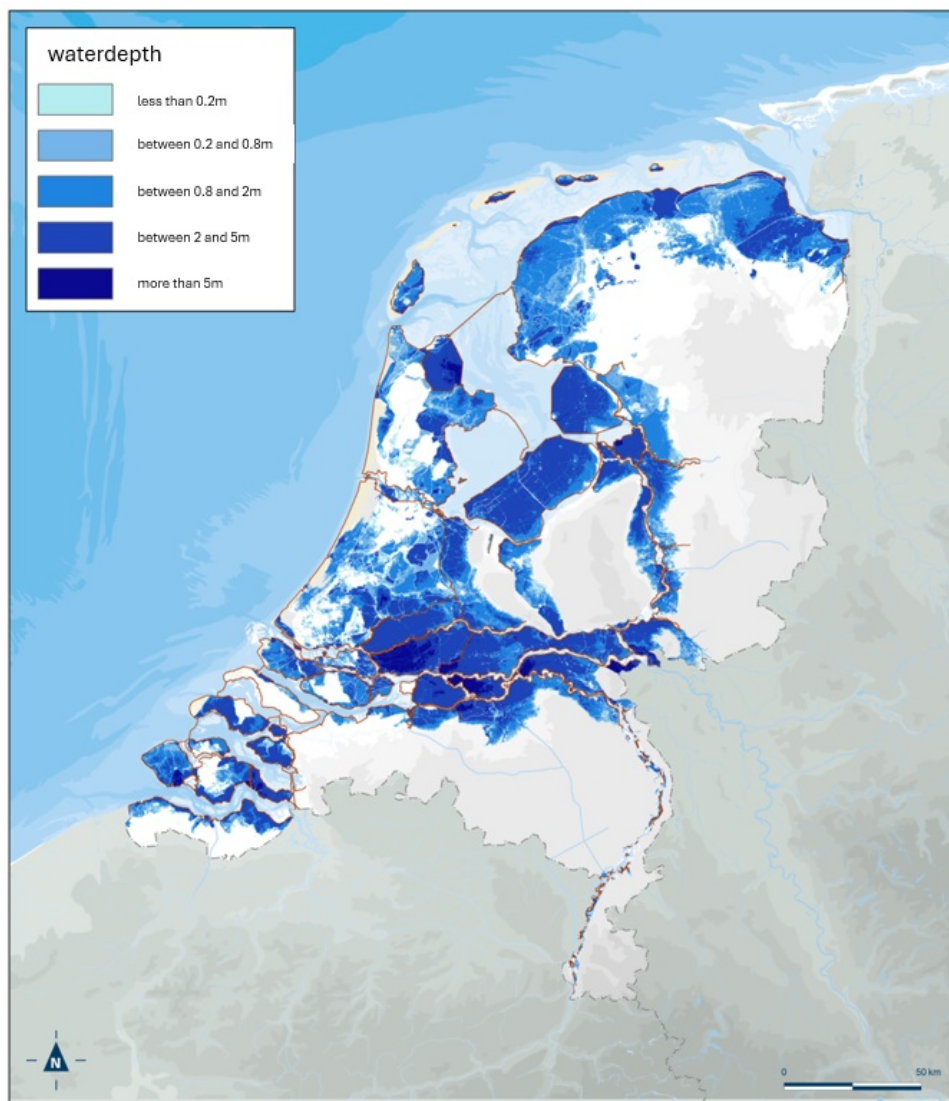 waterdepth
less than 0.2m
between 0.2 and 0.8m
between 0.8 and 2m
between 2 and 5m
more than 5m
N
0 50 km